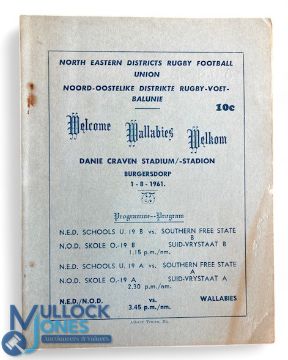 NORTH EASTERN DISTRICTS RUGBY FOOTBALL
UNION
NOORD-OOSTELIKE DISTRIKTE RUGBY-VOET-
BALUNIE
10c
Welcome Wallabies Welkom
DANIE CRAVEN STADIUM/-STADION
BURGERSDORP
1-8-1961.
Programme--Program
N.E.D. SCHOOLS U. 19 B vs. SOUTHERN FREE STATE
B
N.O.D. SKOLE O.-19 B SUID-VRYSTAAT B
1.15 p.m./nm.
N.E.D. SCHOOLS U. 19 A vs. SOUTHERN FREE STATE
A
N.O.D. SKOLE O.-19 A SUID-VRYSTAAT A
2.30 p.m./nm.
N.E.D./N.O.D. vs. WALLABIES
3.45 p.m./nm.
MULLOCK
JONES
Auctioneers & valuers